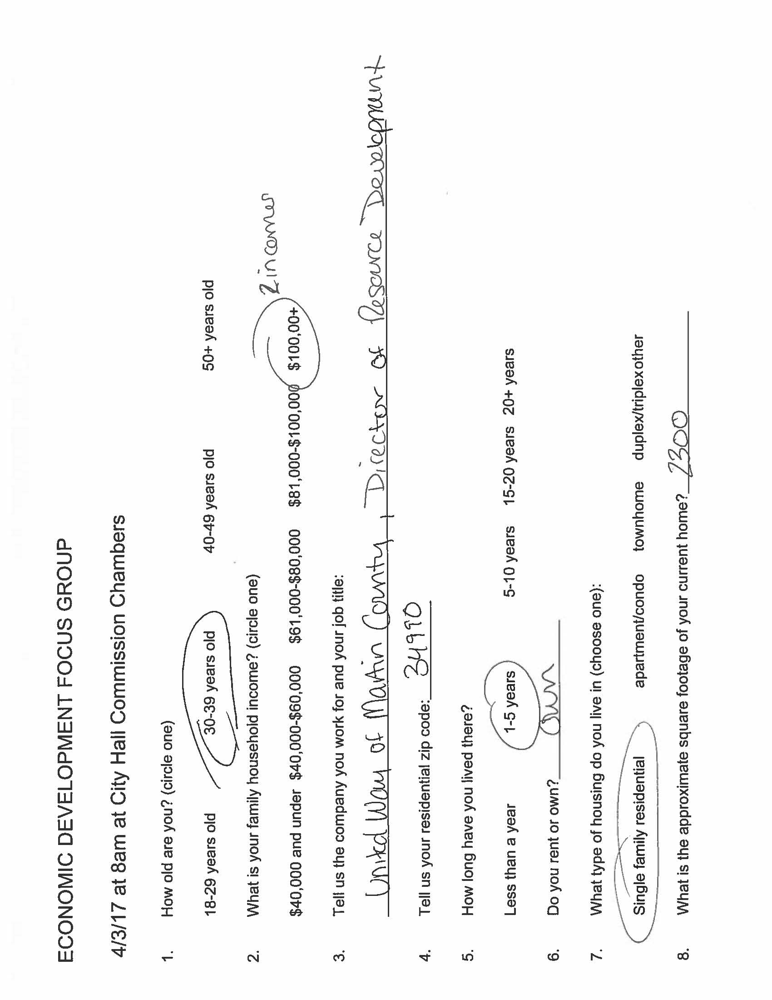 ECONOMIC DEVELOPMENT FOCUS GROUP
4/3/17 at 8am at City Hall Commission Chambers
1. How old are you? (circle one)
18-29 years old 30-39 years old 40-49 years old 50+ years old
2. What is your family household income? (circle one)
2 incomes
$40,000 and under $40,000-$60,000 $61,000-$80,000 $81,000-$100,000 $100,00+
3. Tell us the company you work for and your job title:
United Way of Martin County, Director of Resource Development
4. Tell us your residential zip code: 34990
5. How long have you lived there?
Less than a year 1-5 years 5-10 years 15-20 years 20+ years
6. Do you rent or own? own
7. What type of housing do you live in (choose one):
Single family residential apartment/condo townhome duplex/triplex other
8. What is the approximate square footage of your current home? 2300